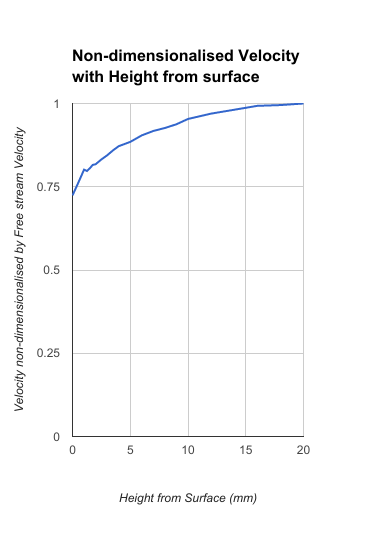 Non-dimensionalised Velocity
with Height from surface
Velocity non-dimensionalised by Free stream Velocity
1
0.75
0.5
0.25
0
0 5 10 15 20
Height from Surface (mm)